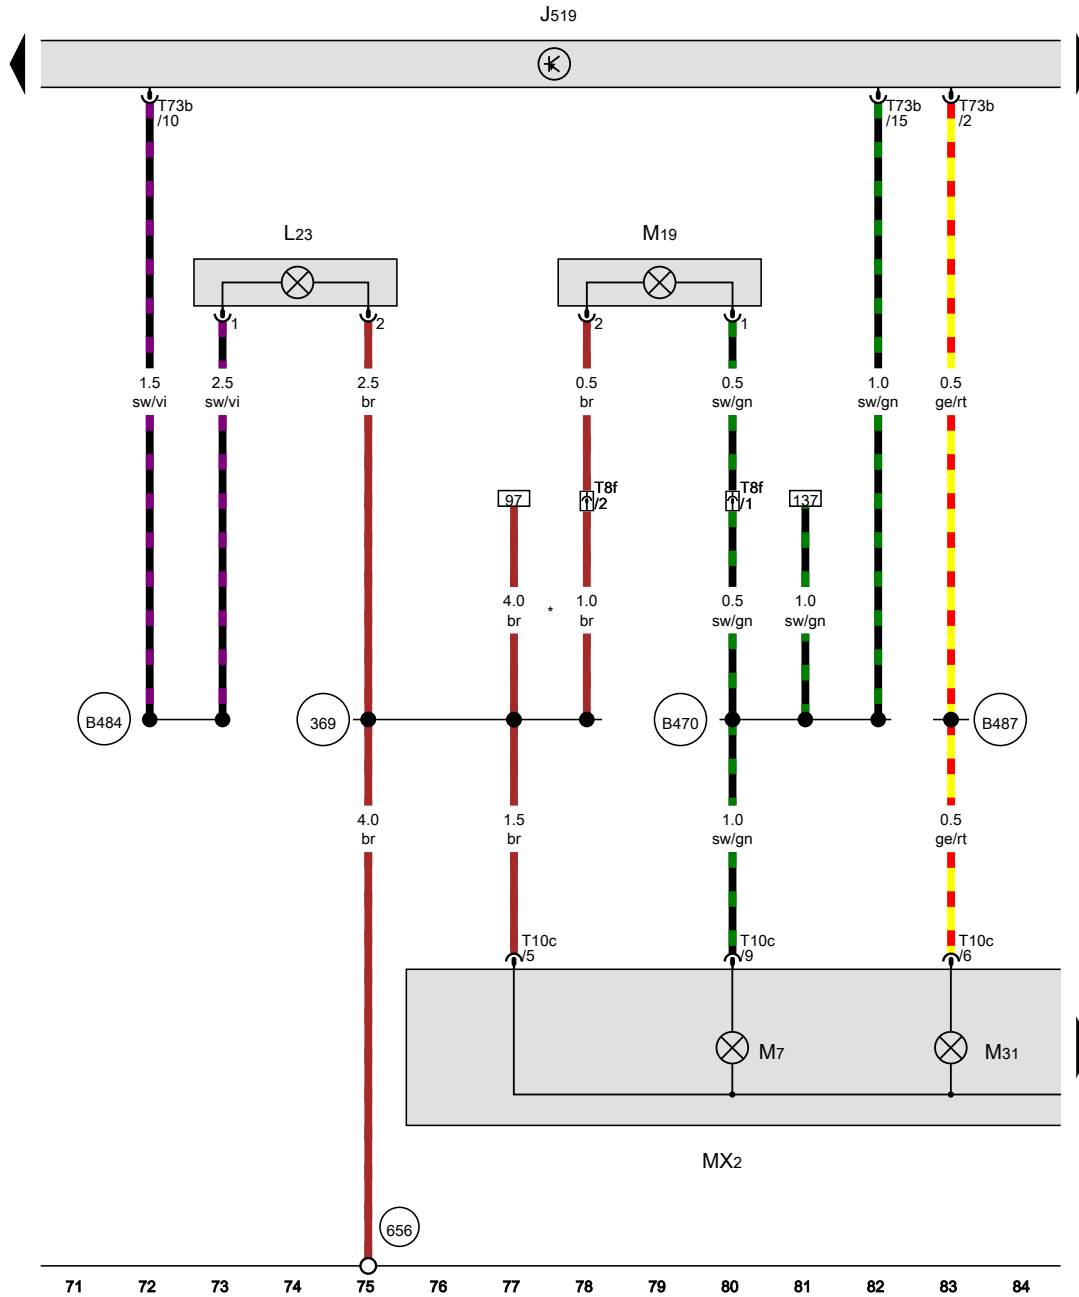 J519
T73b
/10
T73b
/15
T73b
/2
L23
M19
1
2
2
1
1.5
sw/vi
2.5
sw/vi
2.5
br
0.5
br
0.5
sw/gn
1.0
sw/gn
0.5
ge/rt
97
T8f
/2
T8f
/1
137
4.0
br
*
1.0
br
0.5
sw/gn
1.0
sw/gn
B484
369
B470
B487
4.0
br
1.5
br
1.0
sw/gn
0.5
ge/rt
T10c
/5
T10c
/9
T10c
/6
M7
M31
MX2
656
71 72 73 74 75 76 77 78 79 80 81 82 83 84